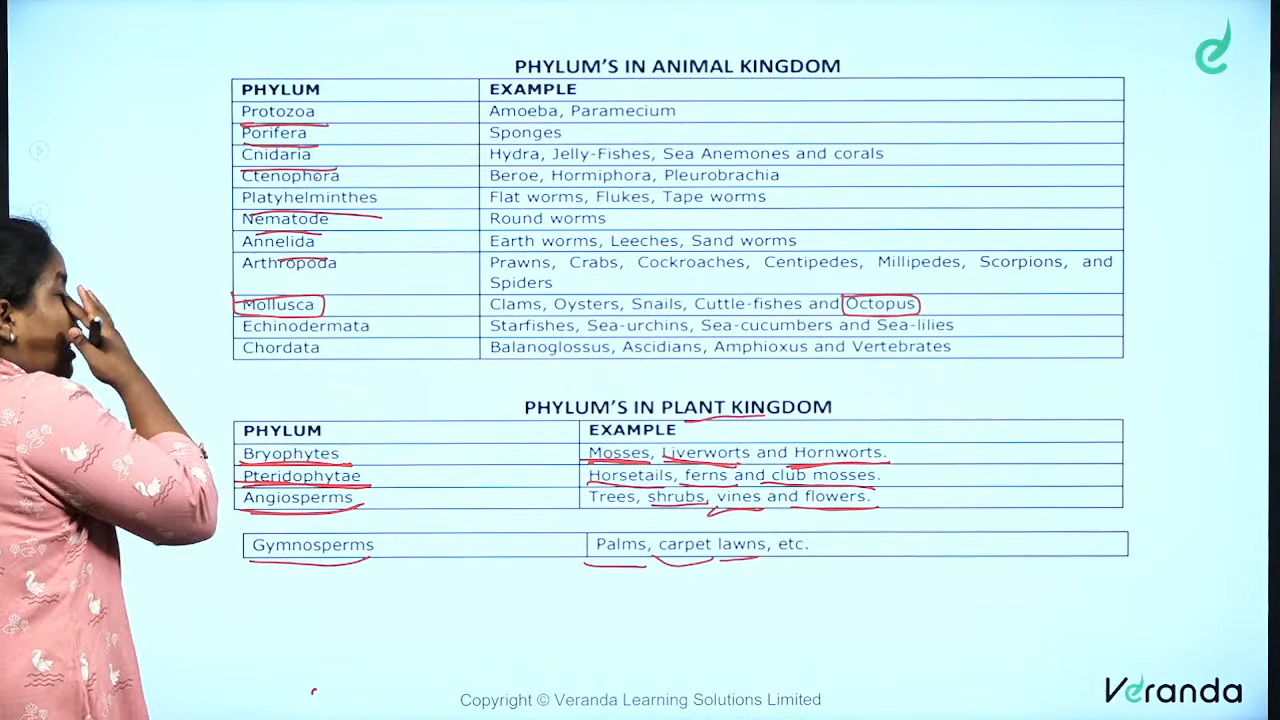 PHYLUM'S IN ANIMAL KINGDOM
PHYLUM EXAMPLE
Protozoa Amoeba, Paramecium
Porifera Sponges
Cnidaria Hydra, Jelly-Fishes, Sea Anemones and corals
Ctenophora Beroe, Hormiphora, Pleurobrachia
Platyhelminthes Flat worms, Flukes, Tape worms
Nematode Round worms
Annelida Earth worms, Leeches, Sand worms
Arthropoda Prawns, Crabs, Cockroaches, Centipedes, Millipedes, Scorpions, and
Spiders
Mollusca Clams, Oysters, Snails, Cuttle-fishes and Octopus
Echinodermata Starfishes, Sea-urchins, Sea-cucumbers and Sea-lilies
Chordata Balanoglossus, Ascidians, Amphioxus and Vertebrates
PHYLUM'S IN PLANT KINGDOM
PHYLUM EXAMPLE
Bryophytes Mosses, Liverworts and Hornworts.
Pteridophytae Horsetails, ferns and club mosses.
Angiosperms Trees, shrubs, vines and flowers.
Gymnosperms Palms, carpet lawns, etc.
Copyright © Veranda Learning Solutions Limited
Veranda